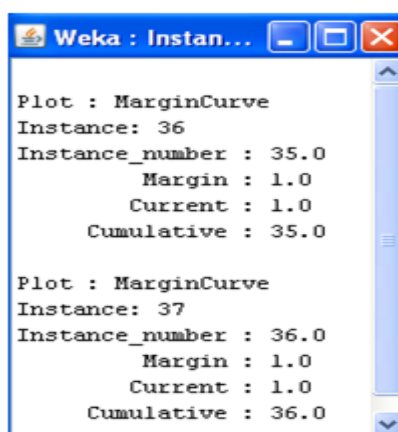 Weka : Instan...
Plot : MarginCurve
Instance: 36
Instance_number : 35.0
Margin : 1.0
Current : 1.0
Cumulative : 35.0
Plot : MarginCurve
Instance: 37
Instance_number : 36.0
Margin : 1.0
Current : 1.0
Cumulative : 36.0